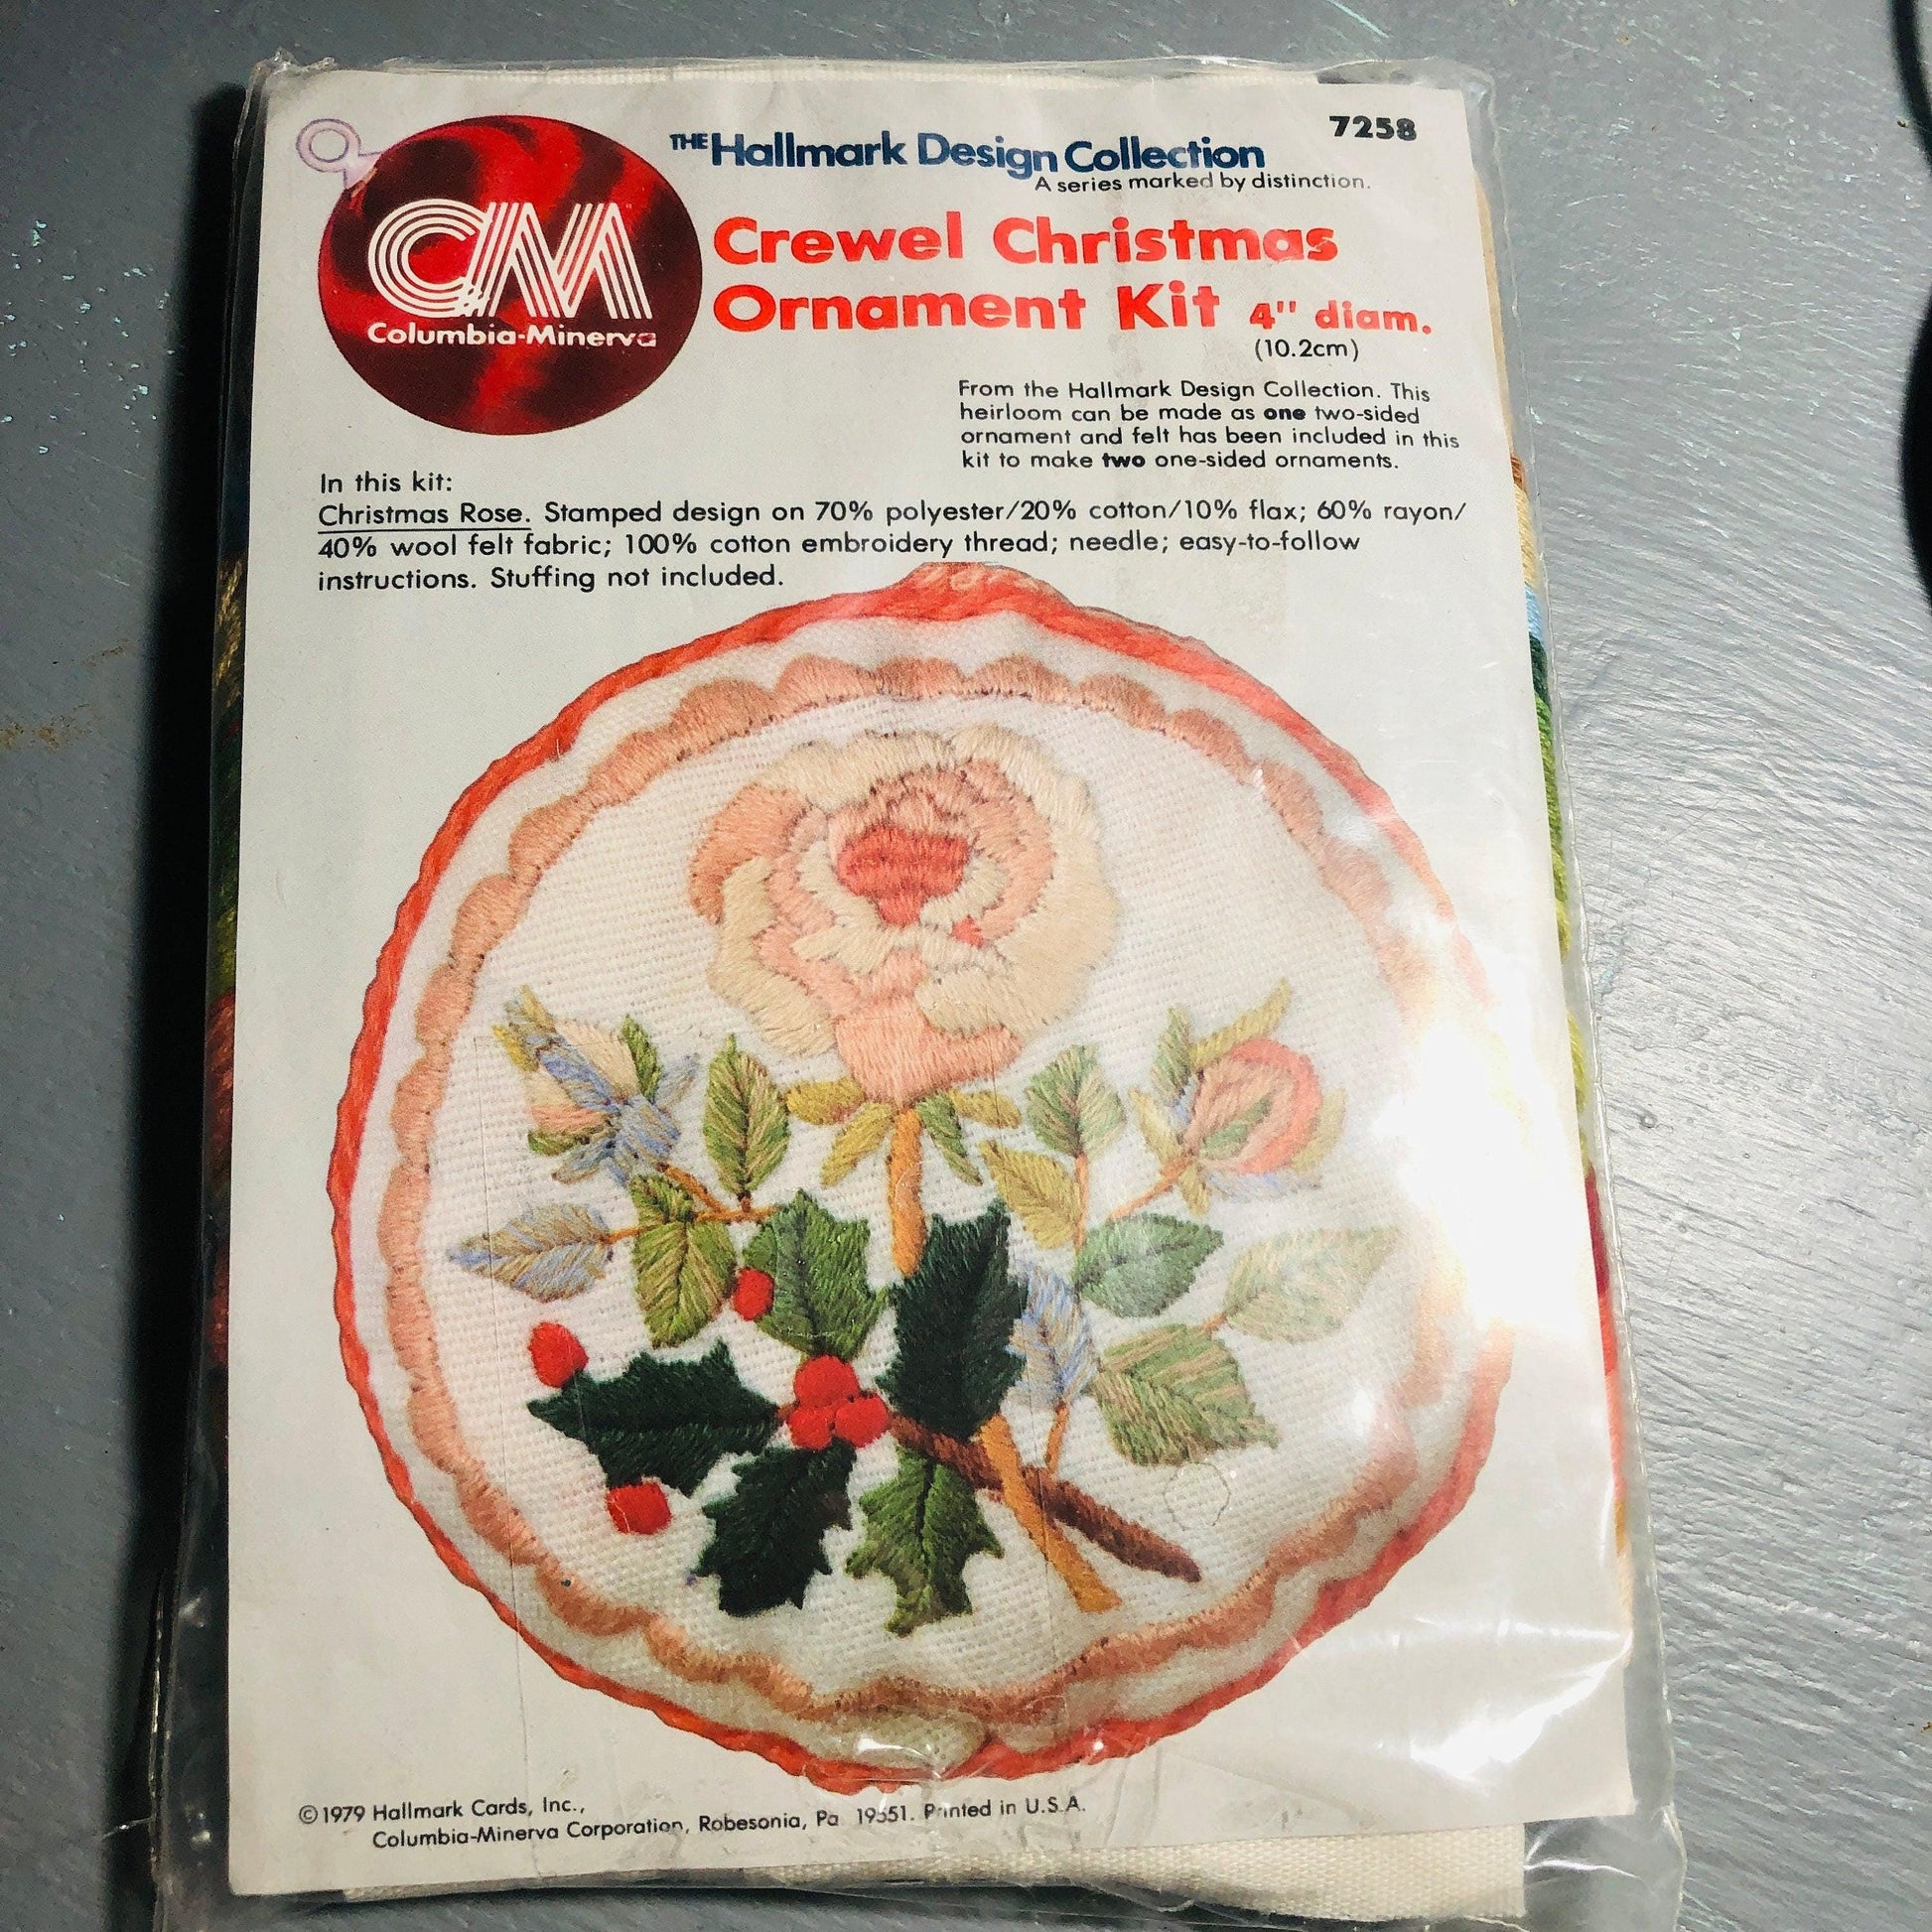 7258
THE Hallmark Design Collection
A series marked by distinction.
CM
Columbia-Minerva
Crewel Christmas
Ornament Kit 4" diam.
(10.2cm)
From the Hallmark Design Collection. This
heirloom can be made as one two-sided
ornament and felt has been included in this
kit to make two one-sided ornaments.
In this kit:
Christmas Rose. Stamped design on 70% polyester/20% cotton/10% flax; 60% rayon/
40% wool felt fabric; 100% cotton embroidery thread; needle; easy-to-follow
instructions. Stuffing not included.
©1979 Hallmark Cards, Inc.,
Columbia-Minerva Corporation, Robesonia, Pa 19551. Printed in U.S.A.